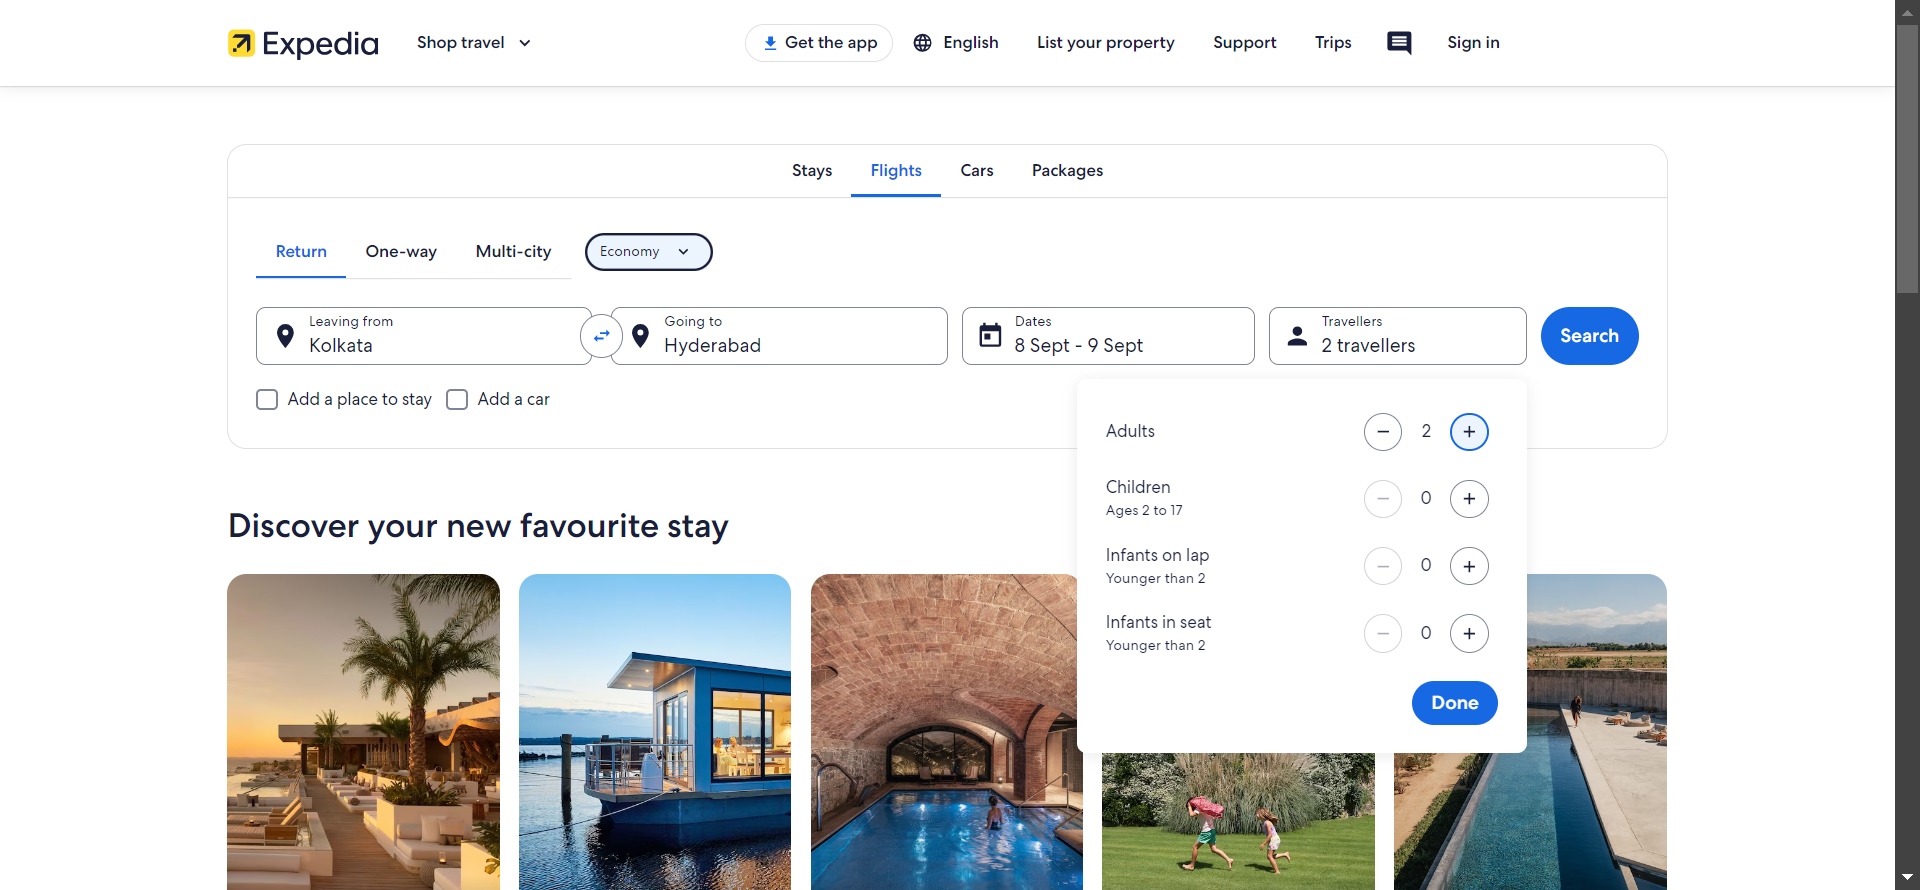 Expedia
Shop travel
Get the app
English
List your property
Support
Trips
Sign in
Stays
Flights
Cars
Packages
Return
One-way
Multi-city
Economy
Leaving from
Kolkata
Going to
Hyderabad
Dates
8 Sept - 9 Sept
Travellers
2 travellers
Search
Add a place to stay
Add a car
Adults
2
Children
Ages 2 to 17
0
Infants on lap
Younger than 2
0
Infants in seat
Younger than 2
0
Done
Discover your new favourite stay